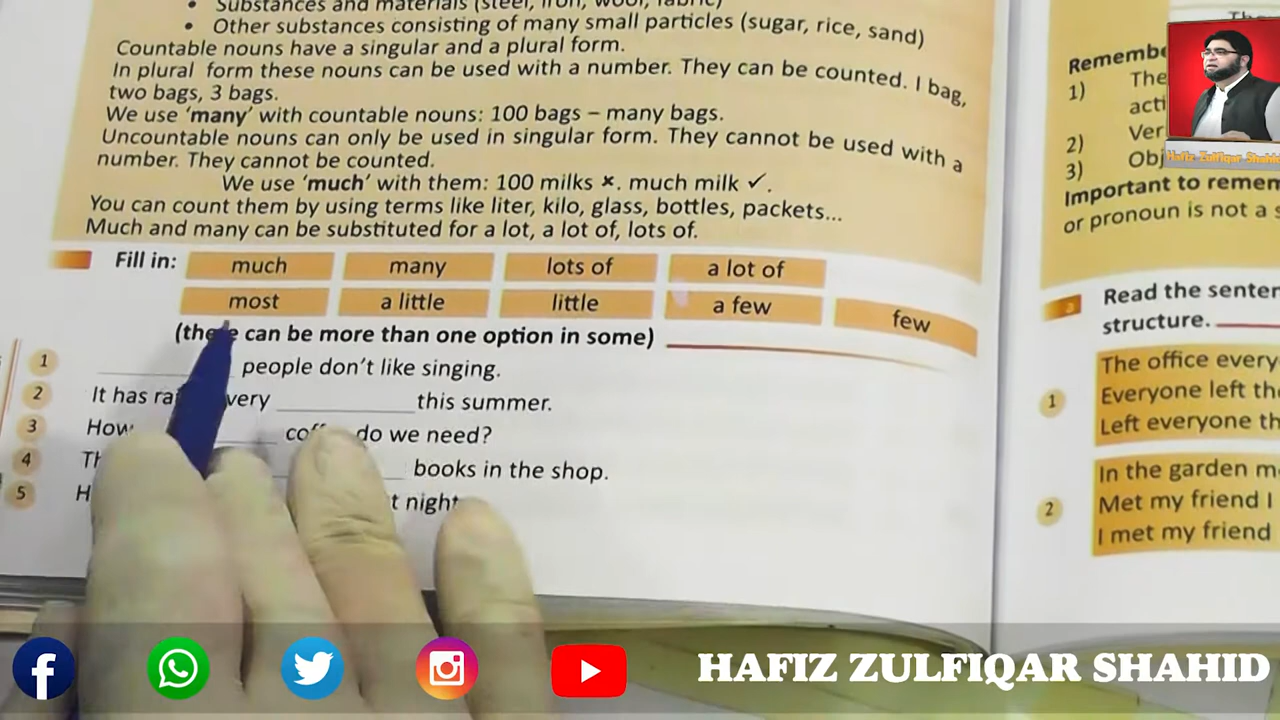 • Substances and materials (steel, iron, wool, fabric)
• Other substances consisting of many small particles (sugar, rice, sand)
Countable nouns have a singular and a plural form.
In plural form these nouns can be used with a number. They can be counted. I bag,
two bags, 3 bags.
We use ‘many’ with countable nouns: 100 bags – many bags.
Uncountable nouns can only be used in singular form. They cannot be used with a
number. They cannot be counted.
We use ‘much’ with them: 100 milks ×. much milk ✓.
You can count them by using terms like liter, kilo, glass, bottles, packets...
Much and many can be substituted for a lot, a lot of, lots of.
Fill in: much many lots of a lot of
most a little little a few few
(there can be more than one option in some)
1 ________ people don’t like singing.
2 It has very ________ this summer.
3 How ________ do we need?
4 ________ books in the shop.
5 night
Remembe
1) The
acti
2) Ver
3) Obj
Important to remem
or pronoun is not a s
a Read the senten
structure.
The office every
1 Everyone left th
Left everyone th
In the garden m
2 Met my friend I
I met my friend
Hafiz Zulfiqar Shahid
HAFIZ ZULFIQAR SHAHID